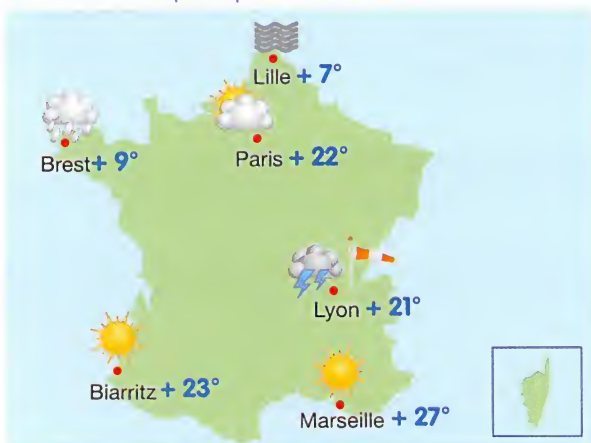 Lille + 7°
Brest+ 9°
Paris + 22°
Lyon + 21°
Biarritz + 23°
Marseille + 27°